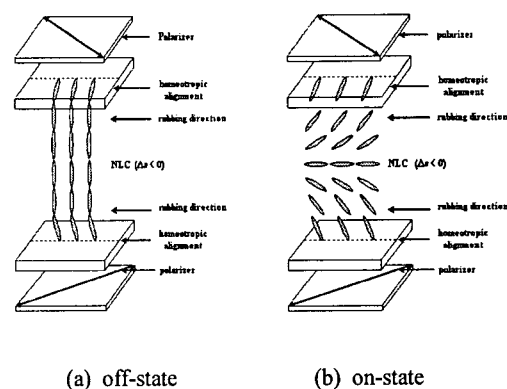 Polarizer
homeotropic
alignment
rubbing direction
NLC (Δε < 0)
rubbing direction
homeotropic
alignment
polarizer
(a) off-state
polarizer
homeotropic
alignment
rubbing direction
NLC (Δε < 0)
rubbing direction
homeotropic
alignment
polarizer
(b) on-state